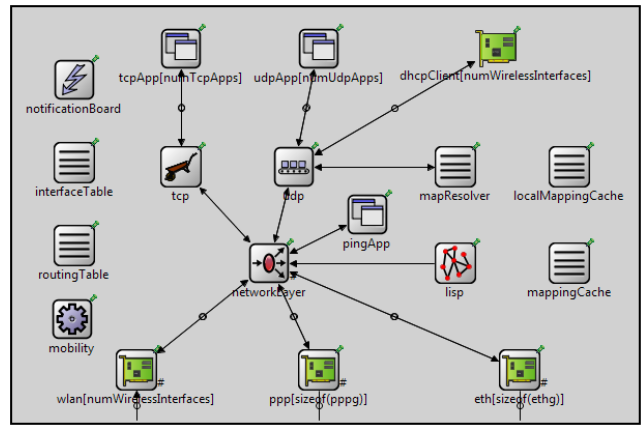 tcpApp[numTcpApps]
udpApp[numUdpApps]
dhcpClient[numWirelessInterfaces]
notificationBoard
interfaceTable
tcp
udp
mapResolver
localMappingCache
pingApp
routingTable
networkLayer
lisp
mappingCache
mobility
#
#
#
wlan[numWirelessInterfaces]
ppp[sizeof(pppg)]
eth[sizeof(ethg)]